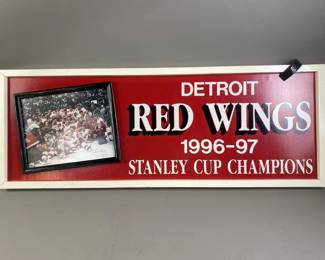 DETROIT
RED WINGS
1996-97
STANLEY CUP CHAMPIONS